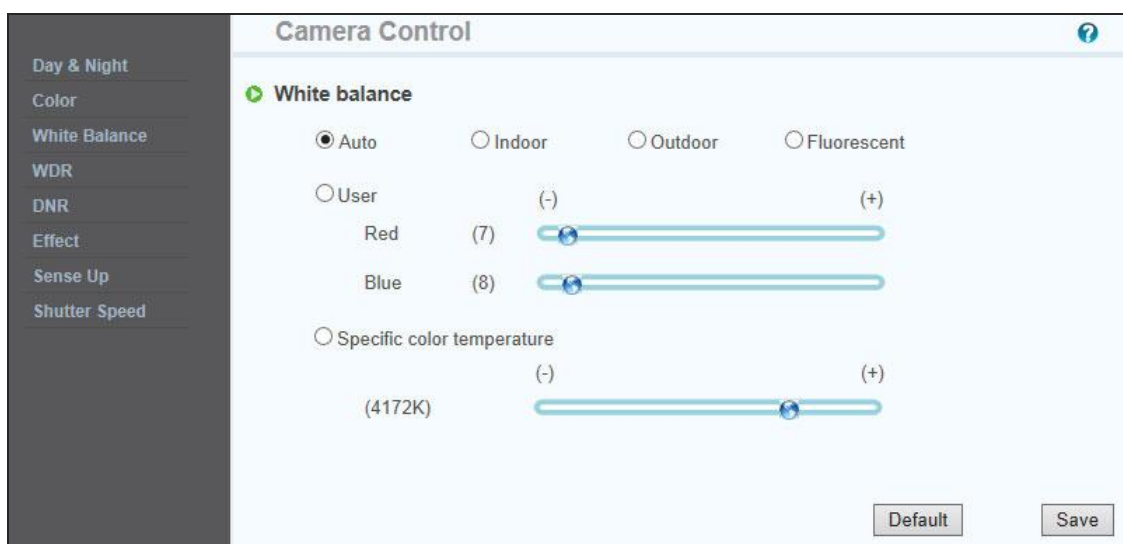 Camera Control
?
Day & Night
Color
White Balance
WDR
DNR
Effect
Sense Up
Shutter Speed
White balance
Auto Indoor Outdoor Fluorescent
User (-) (+)
Red (7)
Blue (8)
Specific color temperature
(-) (+)
(4172K)
Default Save